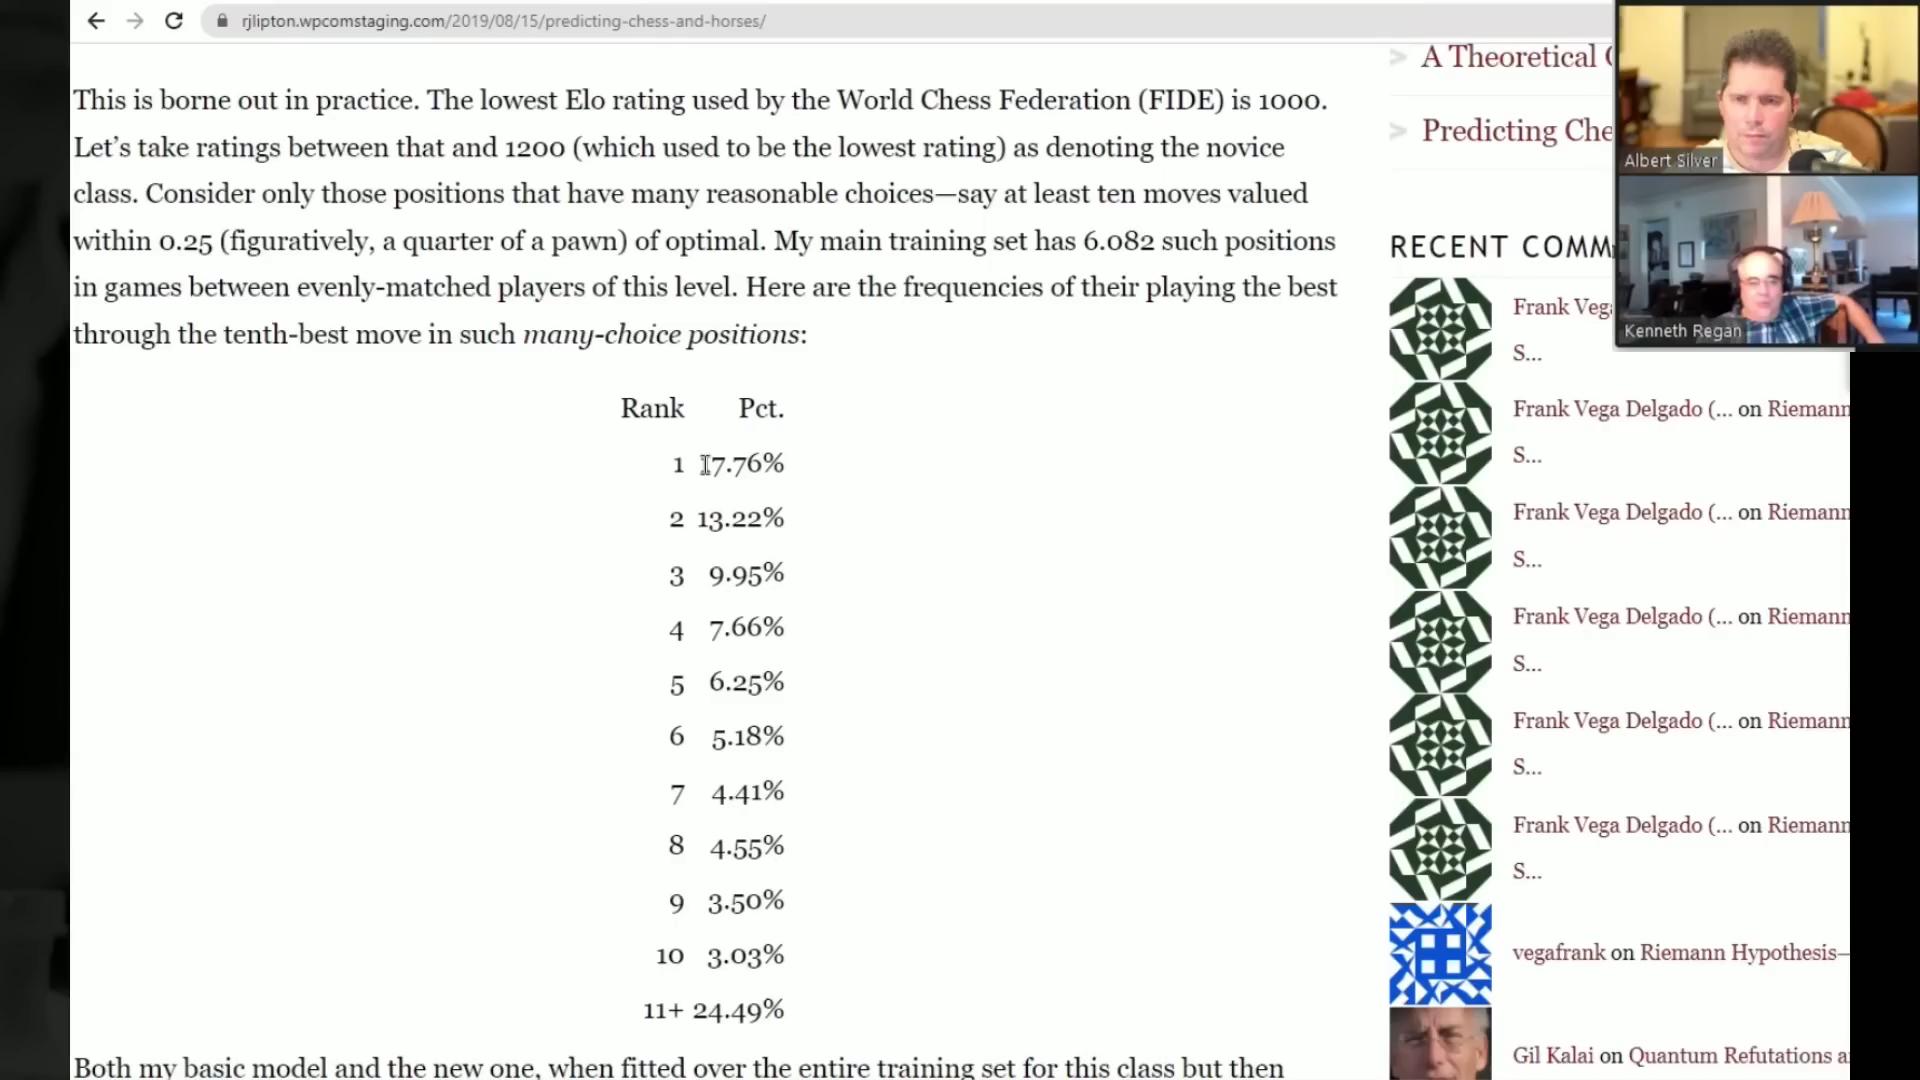 rjlipton.wpcomstaging.com/2019/08/15/predicting-chess-and-horses/
This is borne out in practice. The lowest Elo rating used by the World Chess Federation (FIDE) is 1000.
Let's take ratings between that and 1200 (which used to be the lowest rating) as denoting the novice
class. Consider only those positions that have many reasonable choices—say at least ten moves valued
within 0.25 (figuratively, a quarter of a pawn) of optimal. My main training set has 6.082 such positions
in games between evenly-matched players of this level. Here are the frequencies of their playing the best
through the tenth-best move in such many-choice positions:
Rank Pct.
1 17.76%
2 13.22%
3 9.95%
4 7.66%
5 6.25%
6 5.18%
7 4.41%
8 4.55%
9 3.50%
10 3.03%
11+ 24.49%
Both my basic model and the new one, when fitted over the entire training set for this class but then
> A Theoretical
> Predicting Che
RECENT COMM
Frank Veg
S...
Frank Vega Delgado (... on Riemann
S...
Frank Vega Delgado (... on Riemann
S...
Frank Vega Delgado (... on Riemann
S...
Frank Vega Delgado (... on Riemann
S...
Frank Vega Delgado (... on Riemann
S...
vegafrank on Riemann Hypothesis—
Gil Kalai on Quantum Refutations a
Albert Silver
Kenneth Regan